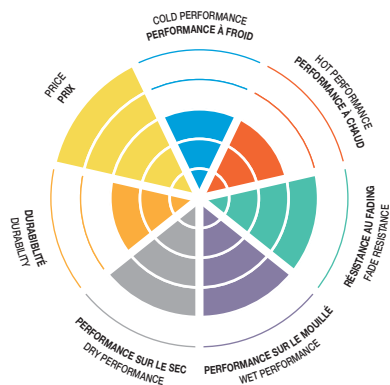 COLD PERFORMANCE
PERFORMANCE À FROID
HOT PERFORMANCE
PERFORMANCE À CHAUD
RÉSISTANCE AU FADING
FADE RESISTANCE
PERFORMANCE SUR LE MOUILLÉ
WET PERFORMANCE
PERFORMANCE SUR LE SEC
DRY PERFORMANCE
DURABIBLITÉ
DURABILITY
PRICE
PRIX